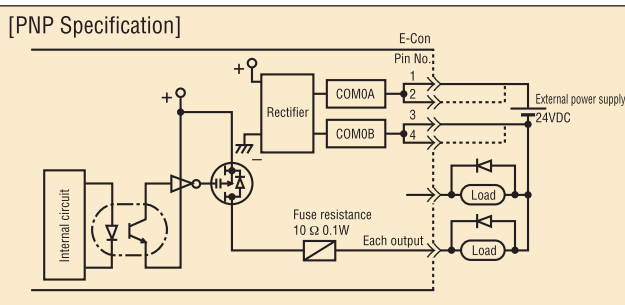 [PNP Specification]
E-Con
Pin No.
+
1
COM0A
2
+
Rectifier
External power supply
24VDC
3
COM0B
4
−
Internal circuit
Load
Fuse resistance
10 Ω 0.1W
Each output
Load